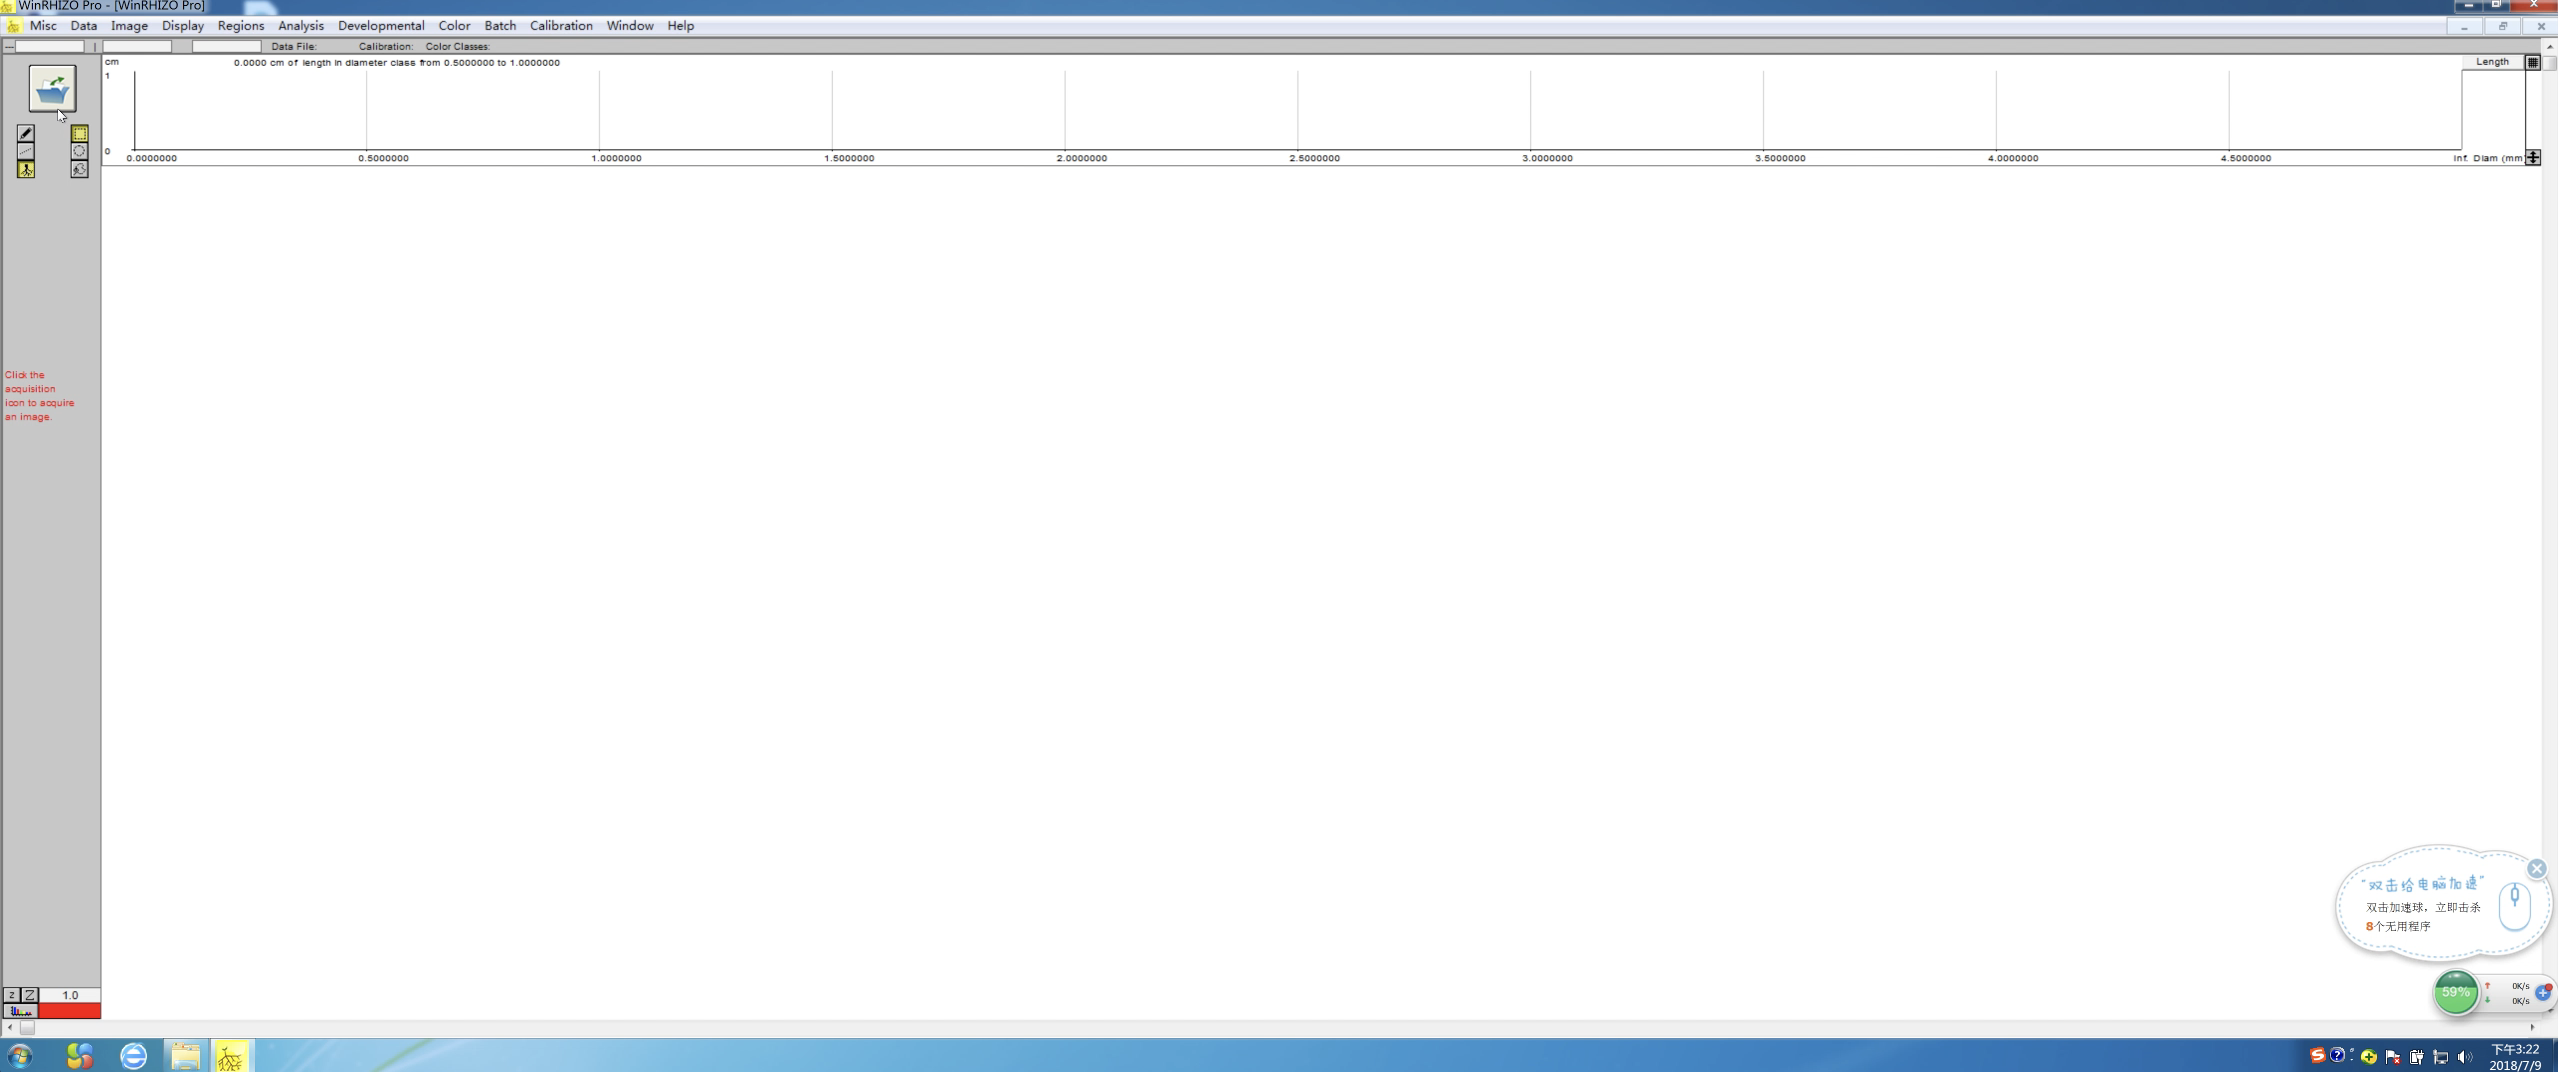 WinRHIZO Pro - [WinRHIZO Pro]
Misc Data Image Display Regions Analysis Developmental Color Batch Calibration Window Help
Data File: Calibration: Color Classes:
cm 0.0000 cm of length in diameter class from 0.5000000 to 1.0000000 Length
1
0
0.0000000 0.5000000 1.0000000 1.5000000 2.0000000 2.5000000 3.0000000 3.5000000 4.0000000 4.5000000 Inf. Diam (mm)
Click the
acquisition
icon to acquire
an image.
“双击给电脑加速”
双击加速球，立即击杀
8个无用程序
59% 0K/s
0K/s
z Z 1.0
下午3:22
2018/7/9